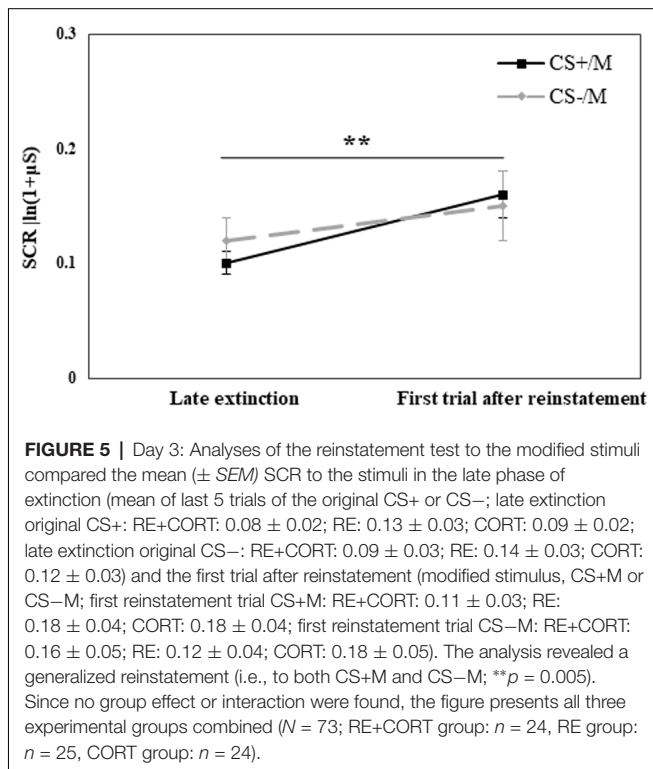 0.3
CS+/M
CS-/M
**
0.2
SCR |ln(1+µS)
0.1
0
Late extinction
First trial after reinstatement
FIGURE 5 | Day 3: Analyses of the reinstatement test to the modified stimuli
compared the mean (± SEM) SCR to the stimuli in the late phase of
extinction (mean of last 5 trials of the original CS+ or CS−; late extinction
original CS+: RE+CORT: 0.08 ± 0.02; RE: 0.13 ± 0.03; CORT: 0.09 ± 0.02;
late extinction original CS−: RE+CORT: 0.09 ± 0.03; RE: 0.14 ± 0.03; CORT:
0.12 ± 0.03) and the first trial after reinstatement (modified stimulus, CS+M or
CS−M; first reinstatement trial CS+M: RE+CORT: 0.11 ± 0.03; RE:
0.18 ± 0.04; CORT: 0.18 ± 0.04; first reinstatement trial CS−M: RE+CORT:
0.16 ± 0.05; RE: 0.12 ± 0.04; CORT: 0.18 ± 0.05). The analysis revealed a
generalized reinstatement (i.e., to both CS+M and CS−M; **p = 0.005).
Since no group effect or interaction were found, the figure presents all three
experimental groups combined (N = 73; RE+CORT group: n = 24, RE group:
n = 25, CORT group: n = 24).